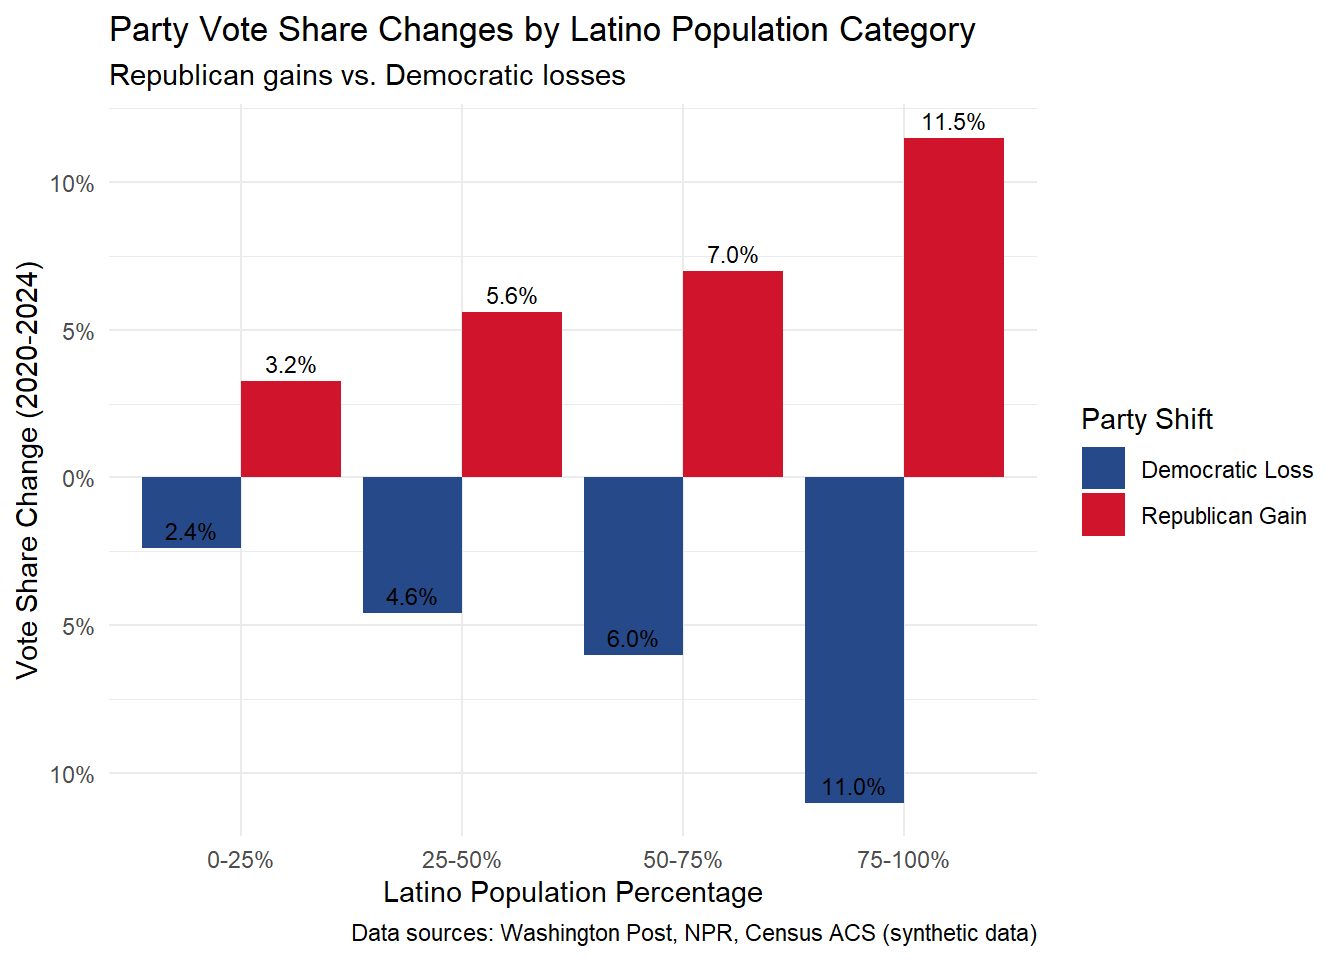 Party Vote Share Changes by Latino Population Category
Republican gains vs. Democratic losses
Vote Share Change (2020-2024)
10%
5%
0%
5%
10%
3.2%
5.6%
7.0%
11.5%
2.4%
4.6%
6.0%
11.0%
0-25%
25-50%
50-75%
75-100%
Latino Population Percentage
Party Shift
Democratic Loss
Republican Gain
Data sources: Washington Post, NPR, Census ACS (synthetic data)